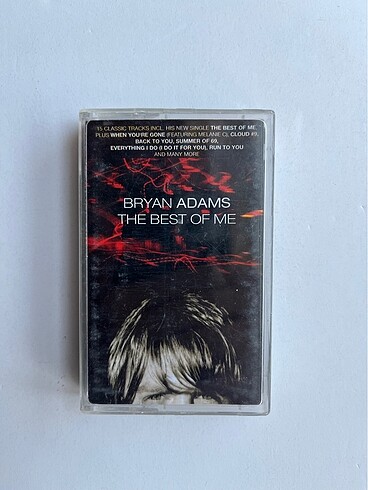 15 CLASSIC TRACKS INCL. HIS NEW SINGLE THE BEST OF ME,
PLUS WHEN YOU'RE GONE (FEATURING MELANIE C), CLOUD #9,
BACK TO YOU, SUMMER OF 69,
EVERYTHING I DO (I DO IT FOR YOU), RUN TO YOU
AND MANY MORE
BRYAN ADAMS
THE BEST OF ME